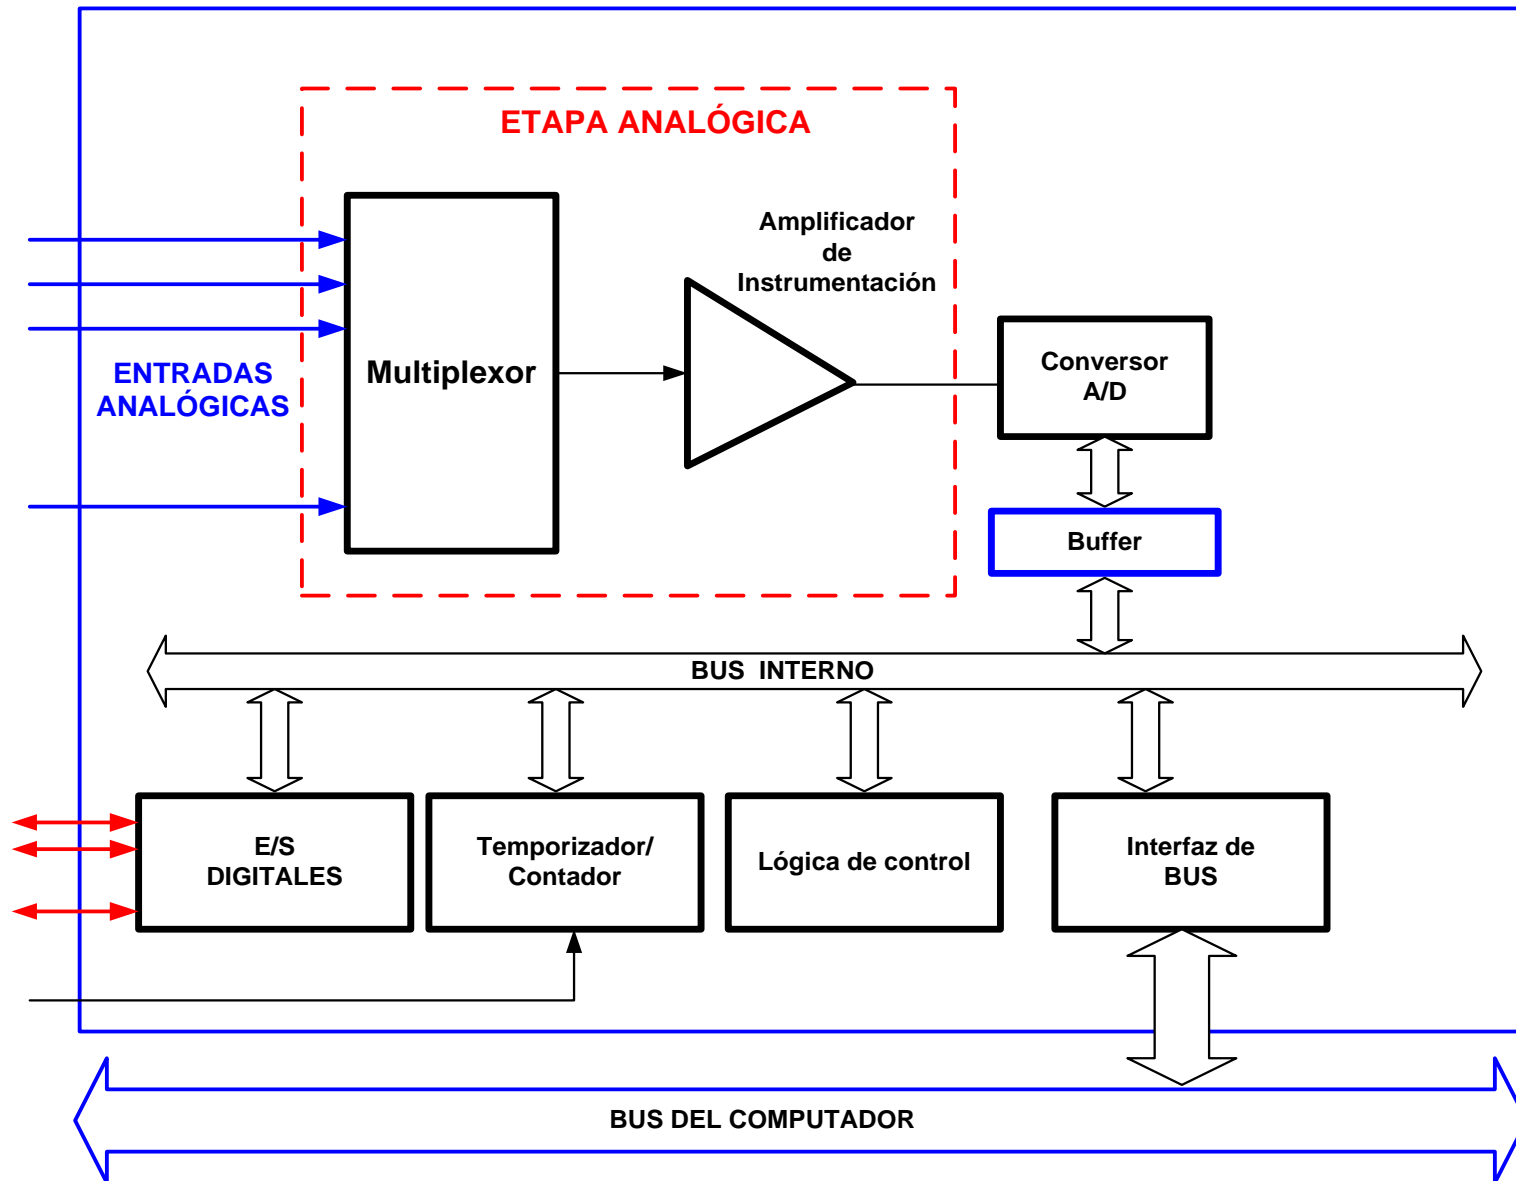 ETAPA ANALÓGICA
Amplificador
de
Instrumentación
Multiplexor
ENTRADAS
ANALÓGICAS
Conversor
A/D
Buffer
BUS INTERNO
E/S
DIGITALES
Temporizador/
Contador
Lógica de control
Interfaz de
BUS
BUS DEL COMPUTADOR